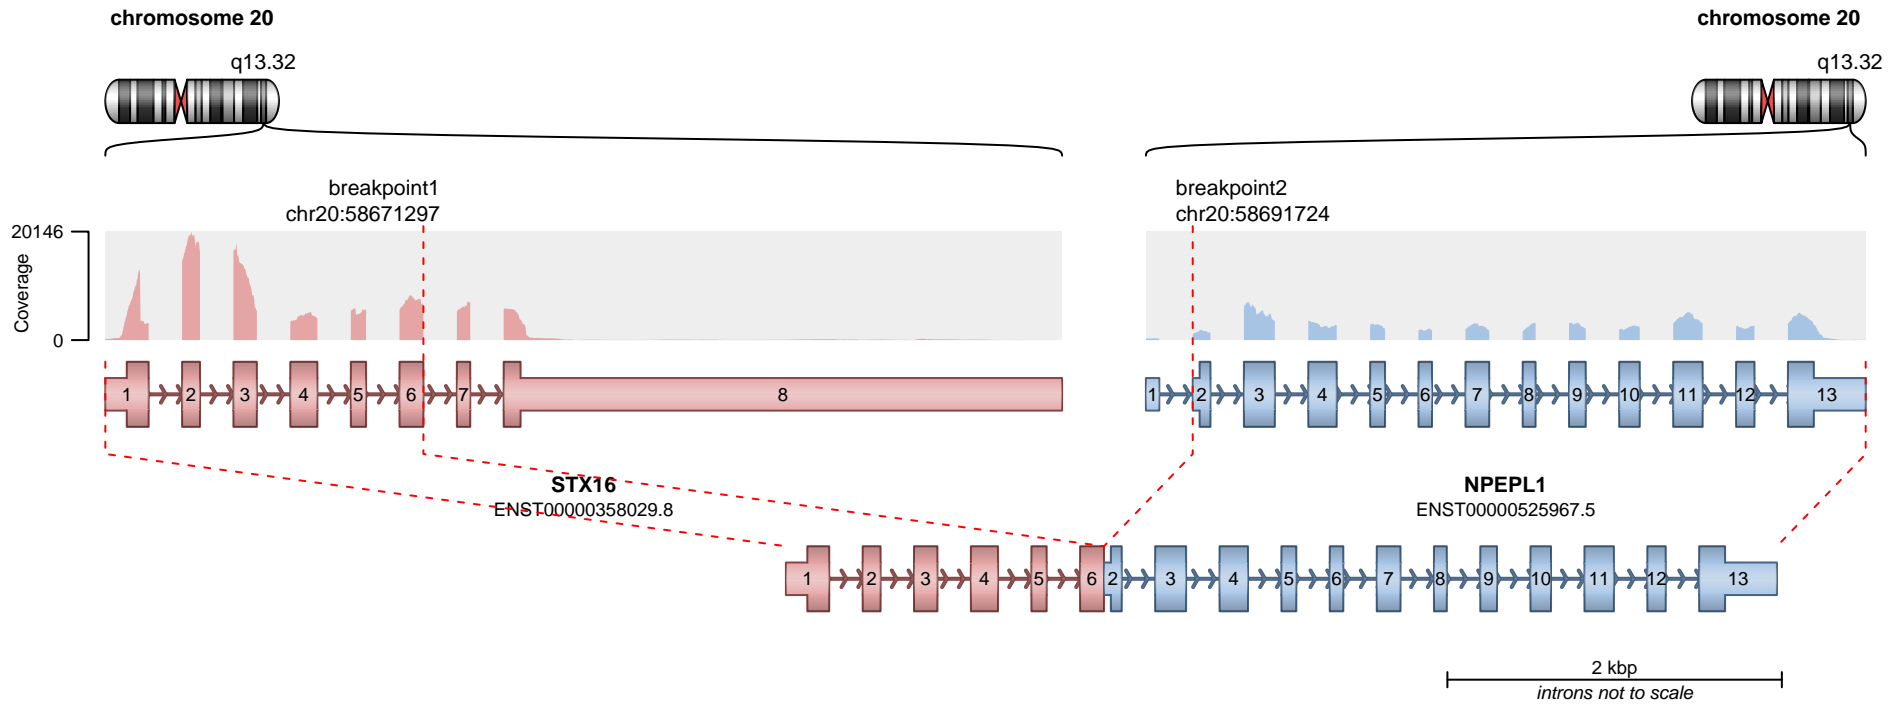 chromosome 20
chromosome 20
q13.32
q13.32
breakpoint1
chr20:58671297
breakpoint2
chr20:58691724
20146
Coverage
0
1 2 3 4 5 6 7 8
1 2 3 4 5 6 7 8 9 10 11 12 13
STX16
ENST00000358029.8
NPEPL1
ENST00000525967.5
1 2 3 4 5 6 2 3 4 5 6 7 8 9 10 11 12 13
2 kbp
introns not to scale